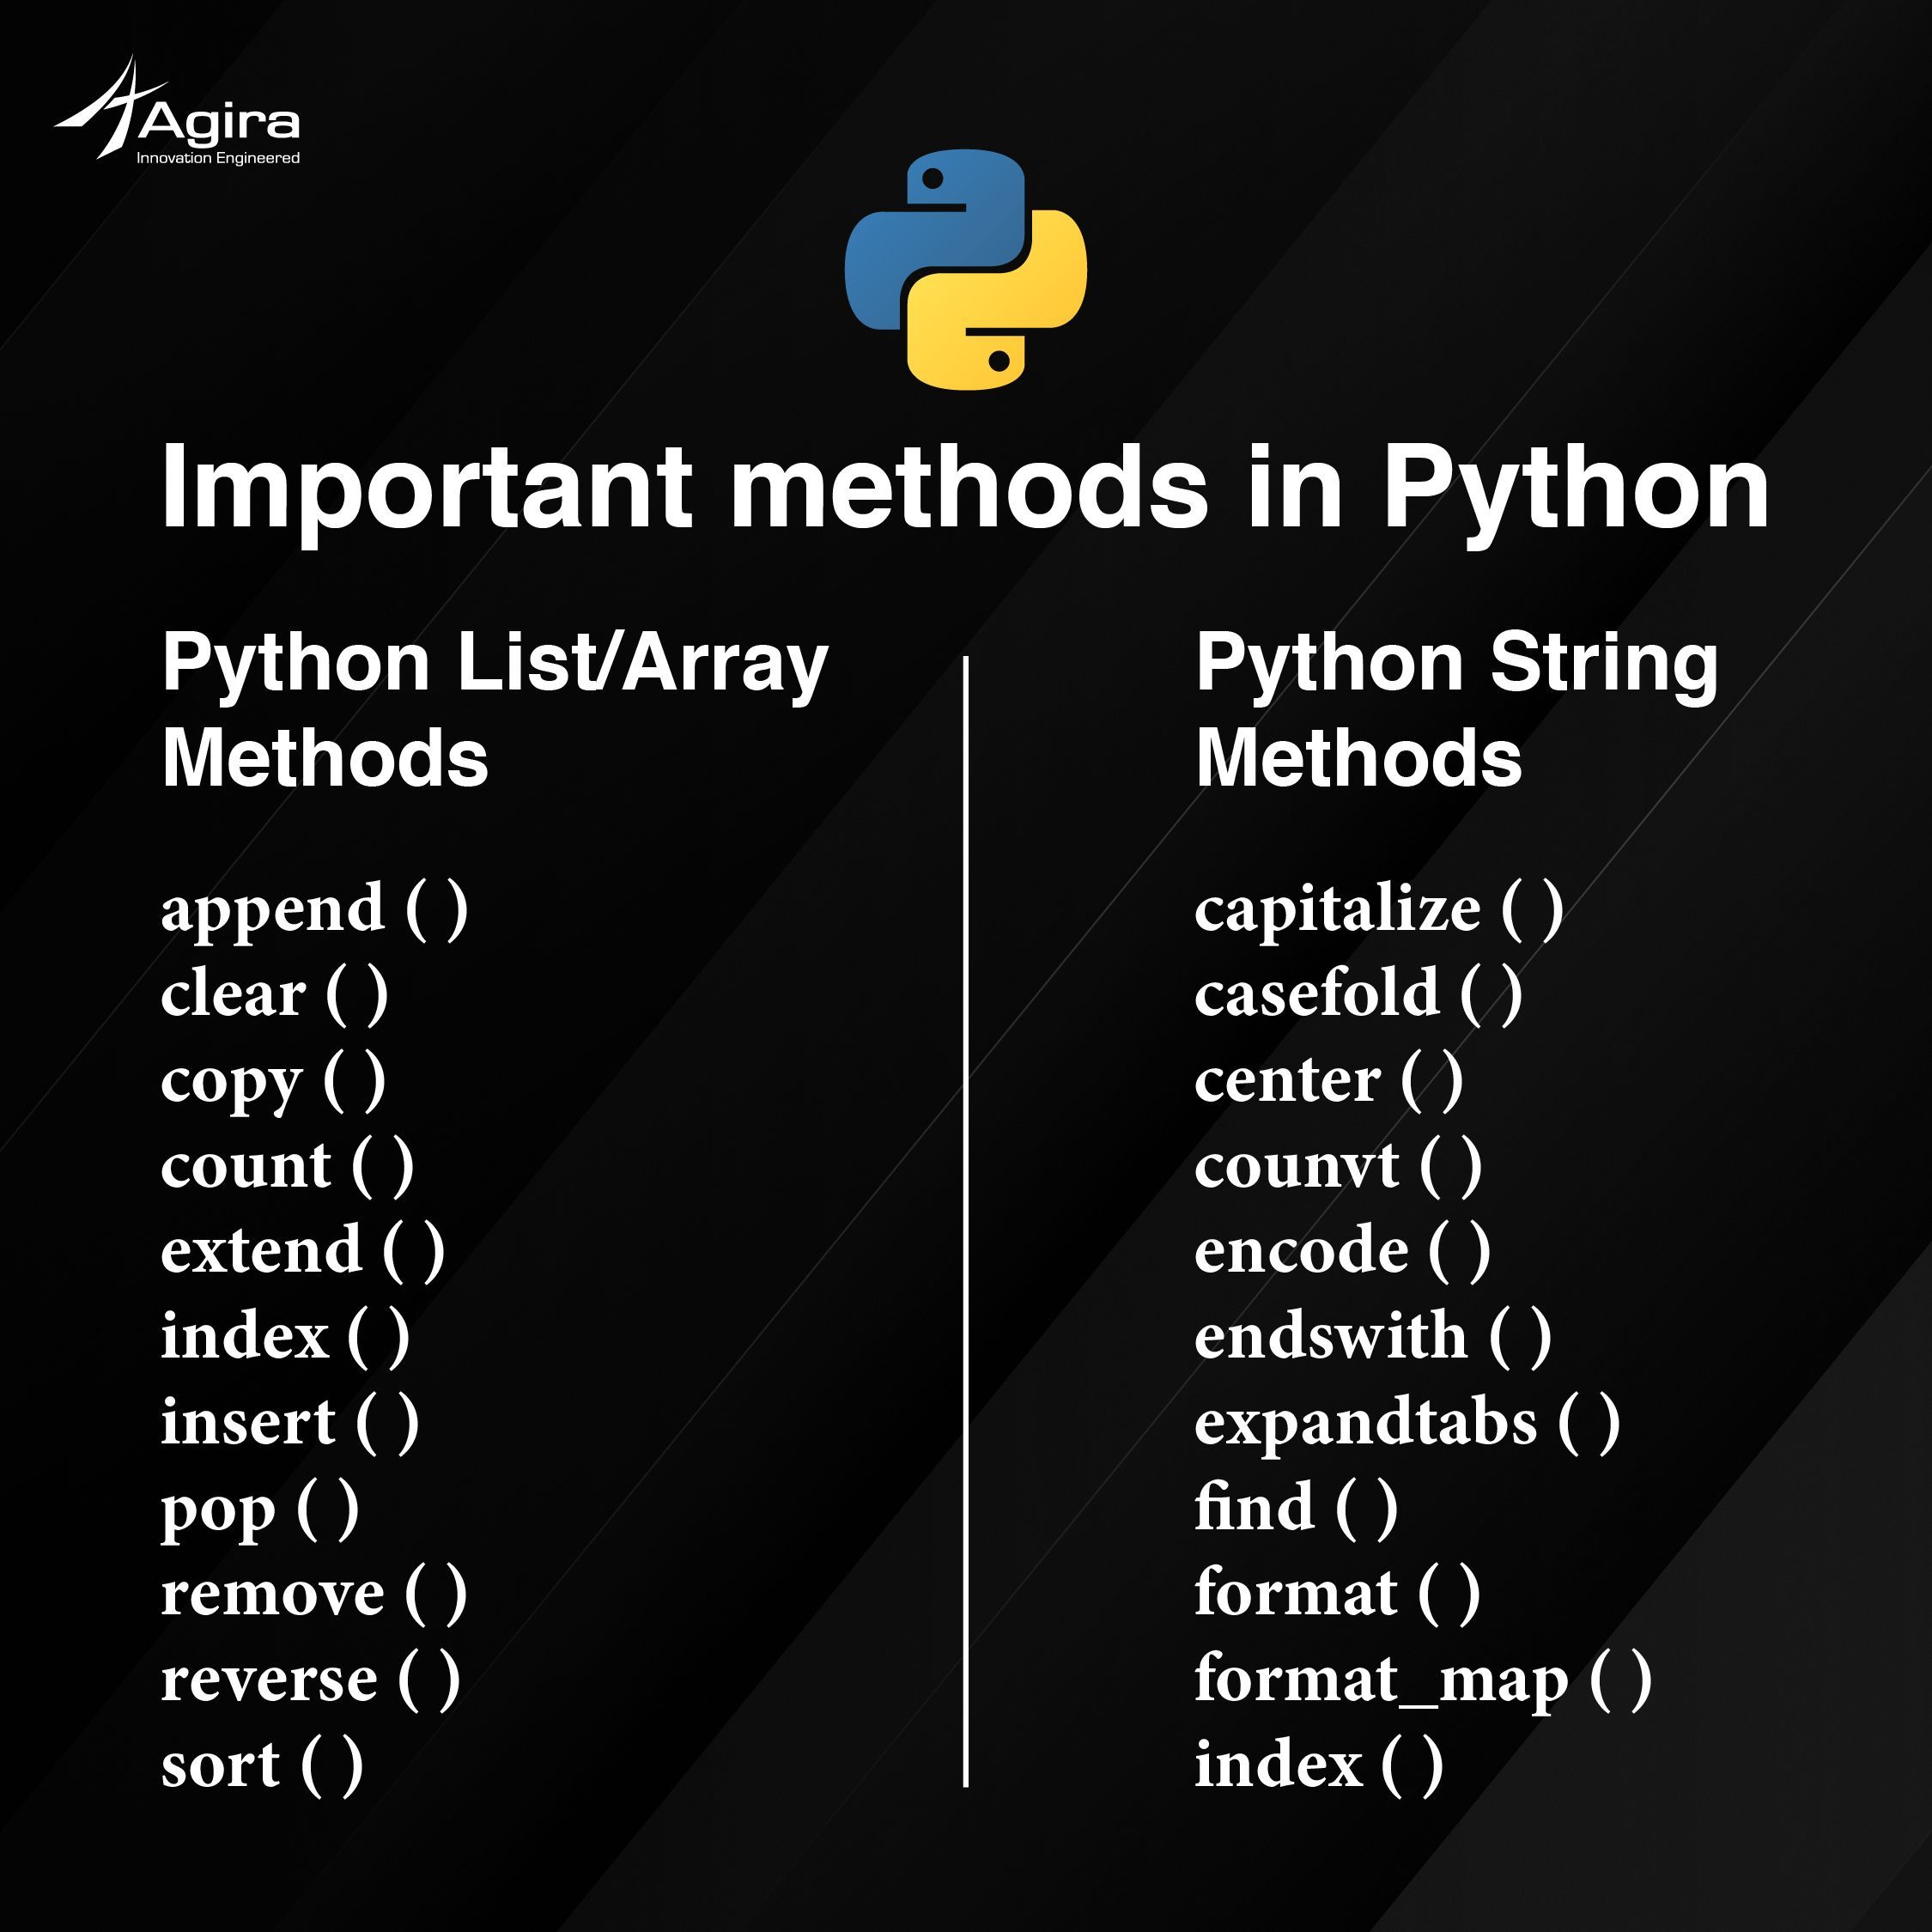 Agira
Innovation Engineered
Important methods in Python
Python List/Array
Methods
append ( )
clear ( )
copy ( )
count ( )
extend ( )
index ( )
insert ( )
pop ( )
remove ( )
reverse ( )
sort ( )
Python String
Methods
capitalize ( )
casefold ( )
center ( )
counvt ( )
encode ( )
endswith ( )
expandtabs ( )
find ( )
format ( )
format_map ( )
index ( )